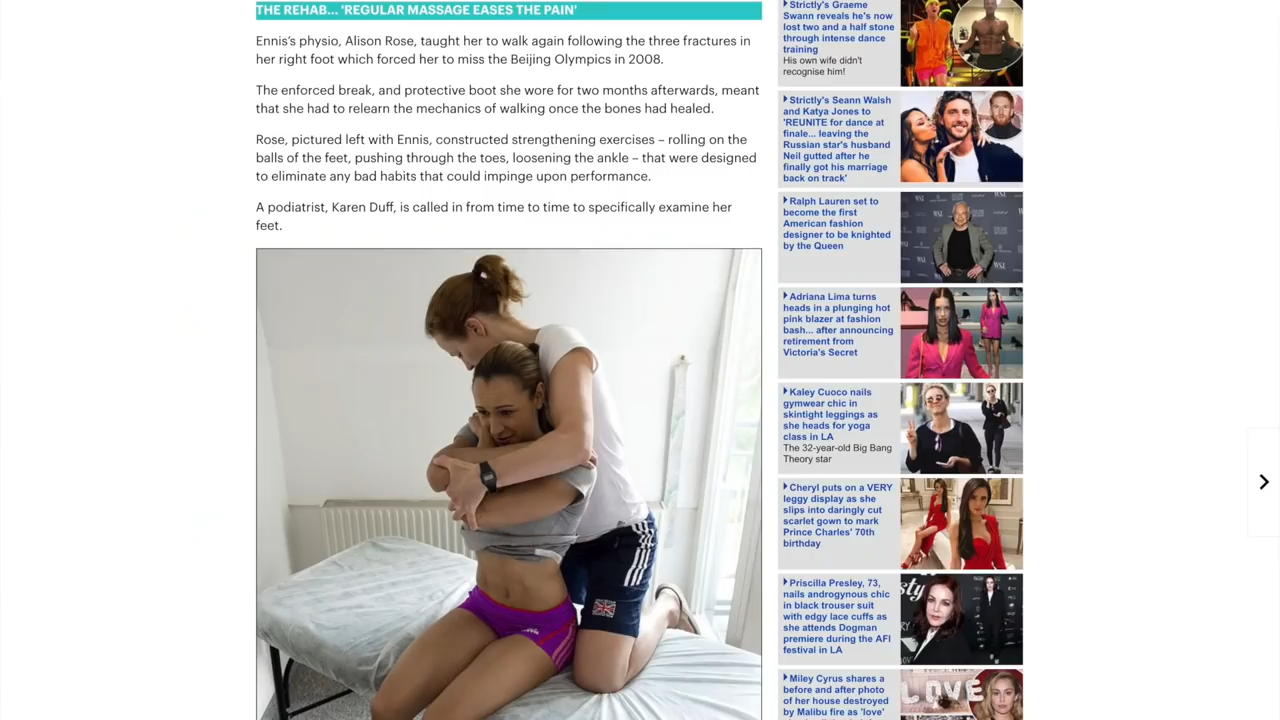 THE REHAB... 'REGULAR MASSAGE EASES THE PAIN'
Ennis's physio, Alison Rose, taught her to walk again following the three fractures in
her right foot which forced her to miss the Beijing Olympics in 2008.
The enforced break, and protective boot she wore for two months afterwards, meant
that she had to relearn the mechanics of walking once the bones had healed.
Rose, pictured left with Ennis, constructed strengthening exercises – rolling on the
balls of the feet, pushing through the toes, loosening the ankle – that were designed
to eliminate any bad habits that could impinge upon performance.
A podiatrist, Karen Duff, is called in from time to time to specifically examine her
feet.
Strictly's Graeme
Swann reveals he's now
lost two and a half stone
through intense dance
training
His own wife didn't
recognise him!
Strictly's Seann Walsh
and Katya Jones to
'REUNITE for dance at
finale... leaving the
Russian star's husband
Neil gutted after he
finally got his marriage
back on track'
Ralph Lauren set to
become the first
American fashion
designer to be knighted
by the Queen
Adriana Lima turns
heads in a plunging hot
pink blazer at fashion
bash... after announcing
retirement from
Victoria's Secret
Kaley Cuoco nails
gymwear chic in
skintight leggings as
she heads for yoga
class in LA
The 32-year-old Big Bang
Theory star
Cheryl puts on a VERY
leggy display as she
slips into daringly cut
scarlet gown to mark
Prince Charles' 70th
birthday
Priscilla Presley, 73,
nails androgynous chic
in black trouser suit
with edgy lace cuffs as
she attends Dogman
premiere during the AFI
festival in LA
Miley Cyrus shares a
before and after photo
of her house destroyed
by Malibu fire as 'love'
LOVE